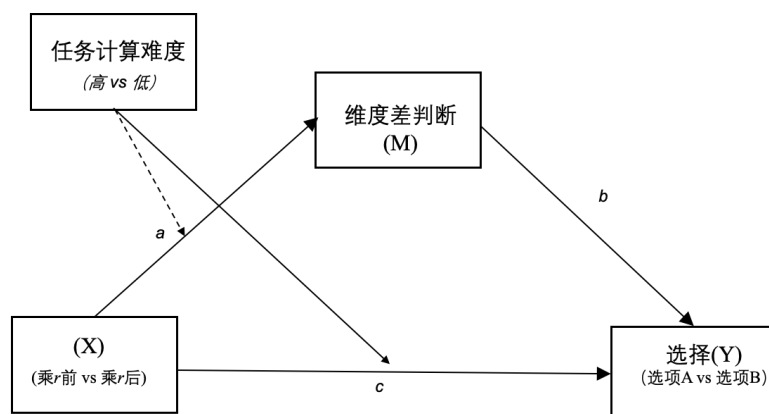 任务计算难度
（高 vs 低）
维度差判断
(M)
a
b
(X)
(乘r前 vs 乘r后)
c
选择(Y)
（选项A vs 选项B）